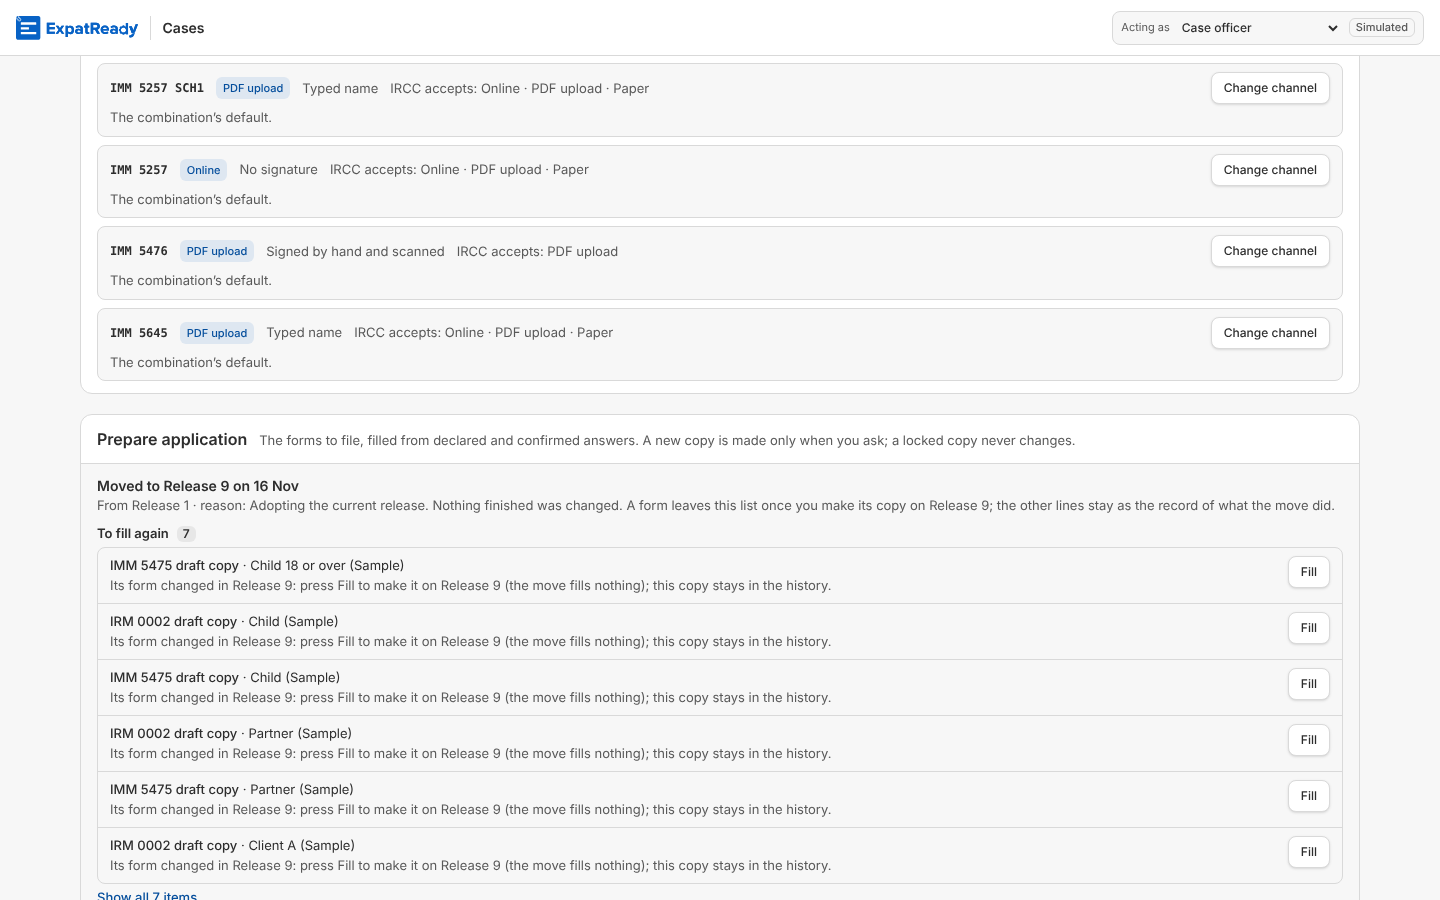 ExpatReady
Cases
Acting as Case officer Simulated
IMM 5257 SCH1 PDF upload Typed name IRCC accepts: Online · PDF upload · Paper Change channel
The combination’s default.
IMM 5257 Online No signature IRCC accepts: Online · PDF upload · Paper Change channel
The combination’s default.
IMM 5476 PDF upload Signed by hand and scanned IRCC accepts: PDF upload Change channel
The combination’s default.
IMM 5645 PDF upload Typed name IRCC accepts: Online · PDF upload · Paper Change channel
The combination’s default.
Prepare application The forms to file, filled from declared and confirmed answers. A new copy is made only when you ask; a locked copy never changes.
Moved to Release 9 on 16 Nov
From Release 1 · reason: Adopting the current release. Nothing finished was changed. A form leaves this list once you make its copy on Release 9; the other lines stay as the record of what the move did.
To fill again 7
IMM 5475 draft copy · Child 18 or over (Sample) Fill
Its form changed in Release 9: press Fill to make it on Release 9 (the move fills nothing); this copy stays in the history.
IRM 0002 draft copy · Child (Sample) Fill
Its form changed in Release 9: press Fill to make it on Release 9 (the move fills nothing); this copy stays in the history.
IMM 5475 draft copy · Child (Sample) Fill
Its form changed in Release 9: press Fill to make it on Release 9 (the move fills nothing); this copy stays in the history.
IRM 0002 draft copy · Partner (Sample) Fill
Its form changed in Release 9: press Fill to make it on Release 9 (the move fills nothing); this copy stays in the history.
IMM 5475 draft copy · Partner (Sample) Fill
Its form changed in Release 9: press Fill to make it on Release 9 (the move fills nothing); this copy stays in the history.
IRM 0002 draft copy · Client A (Sample) Fill
Its form changed in Release 9: press Fill to make it on Release 9 (the move fills nothing); this copy stays in the history.
Show all 7 items